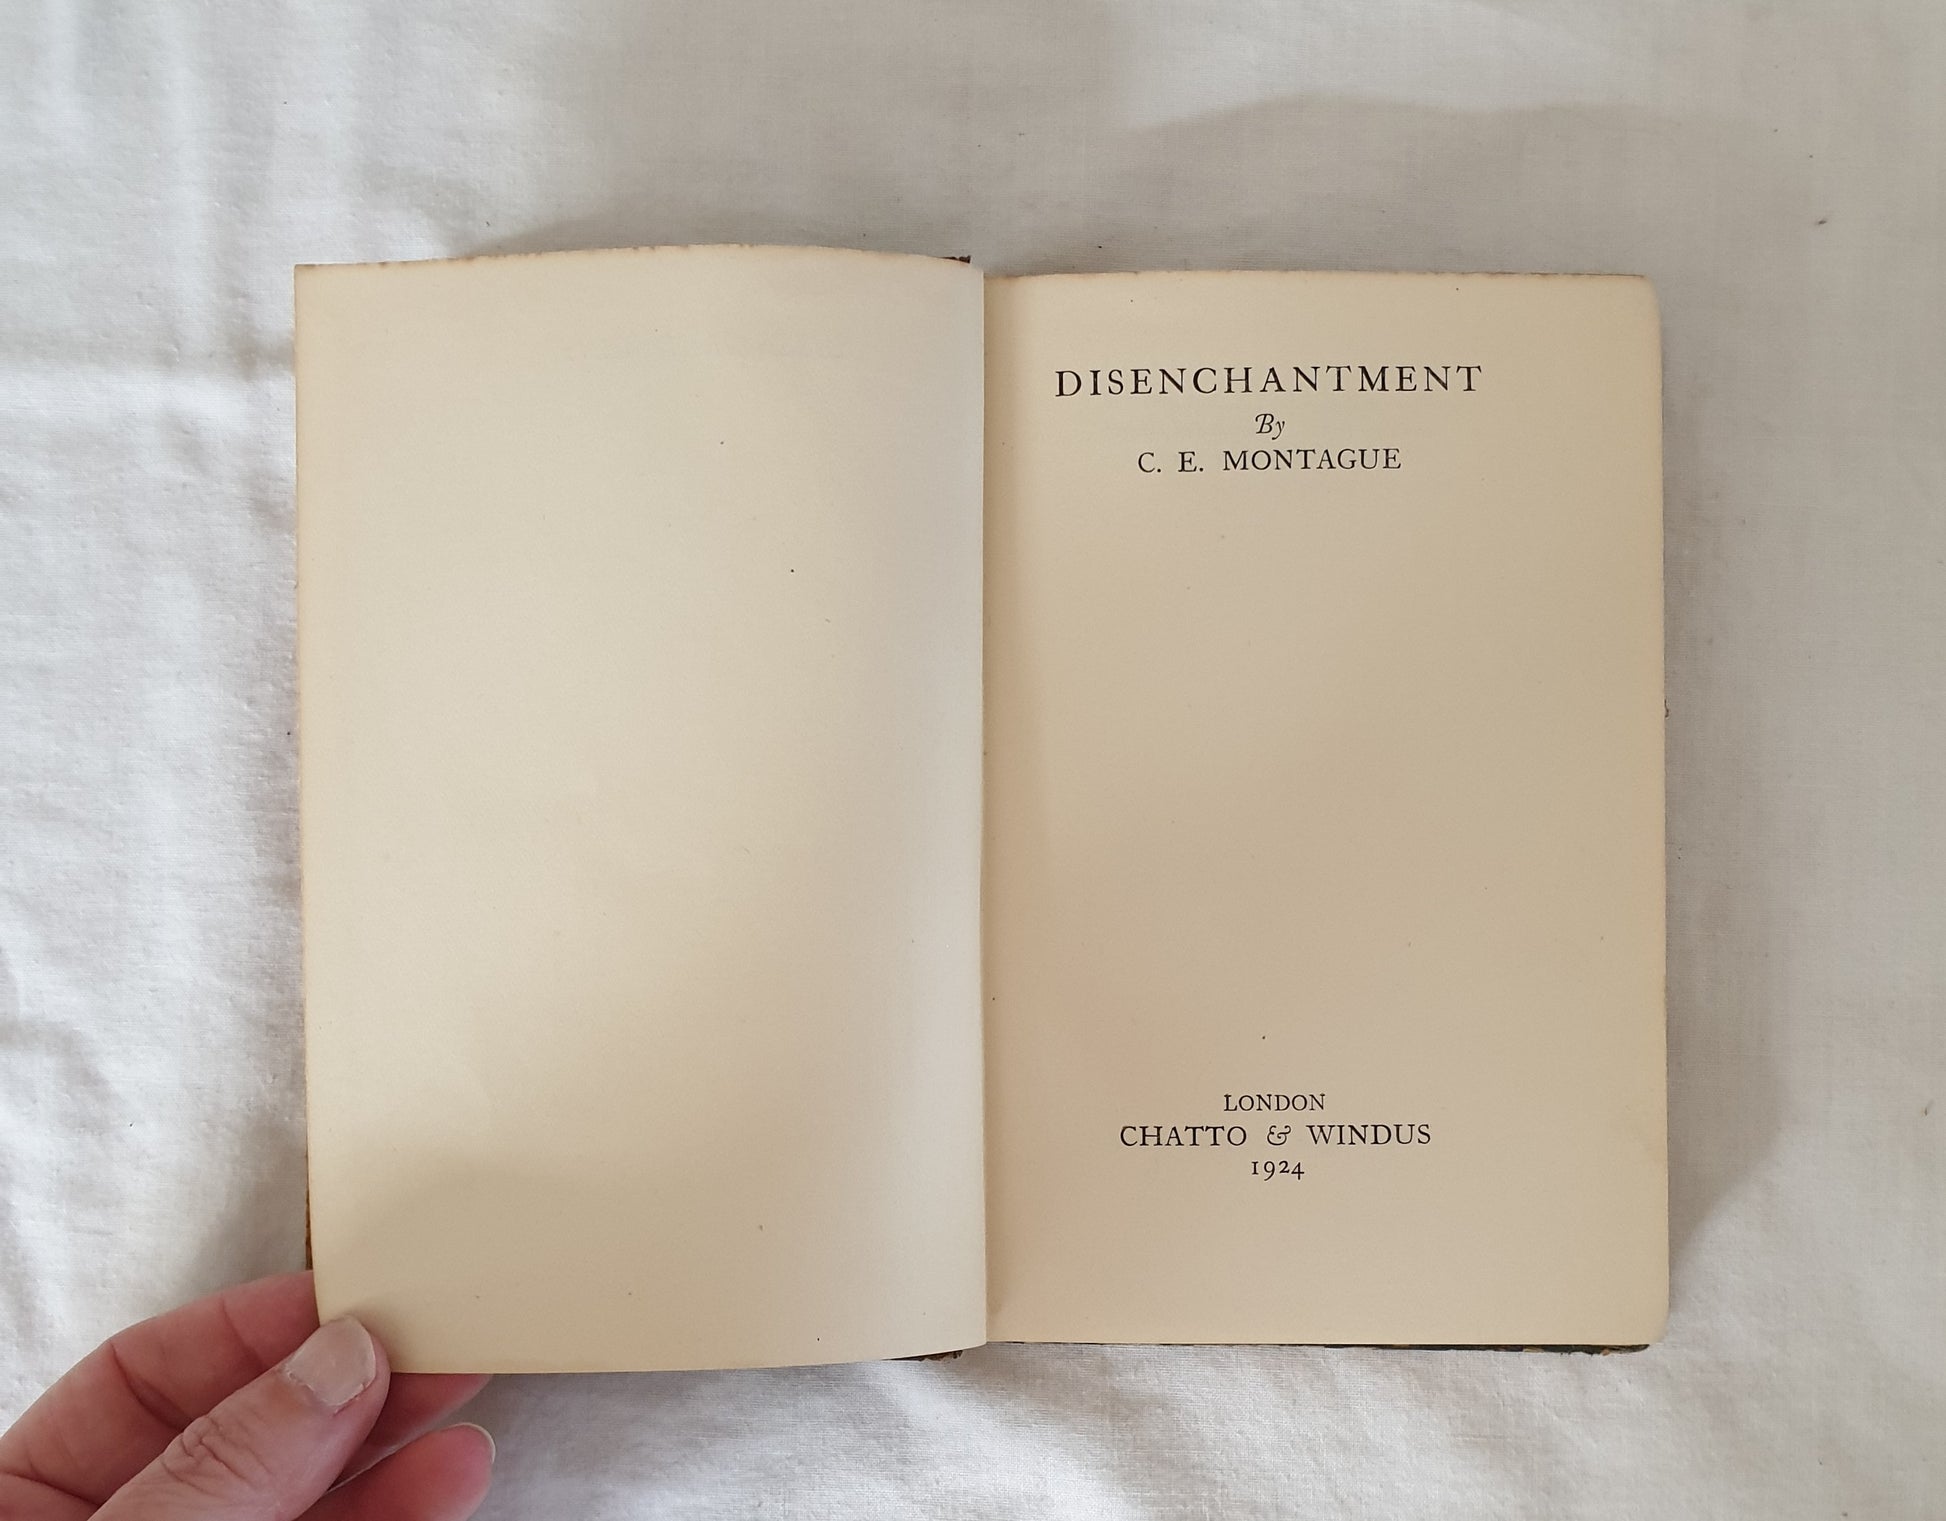 DISENCHANTMENT
By
C. E. MONTAGUE
LONDON
CHATTO & WINDUS
1924